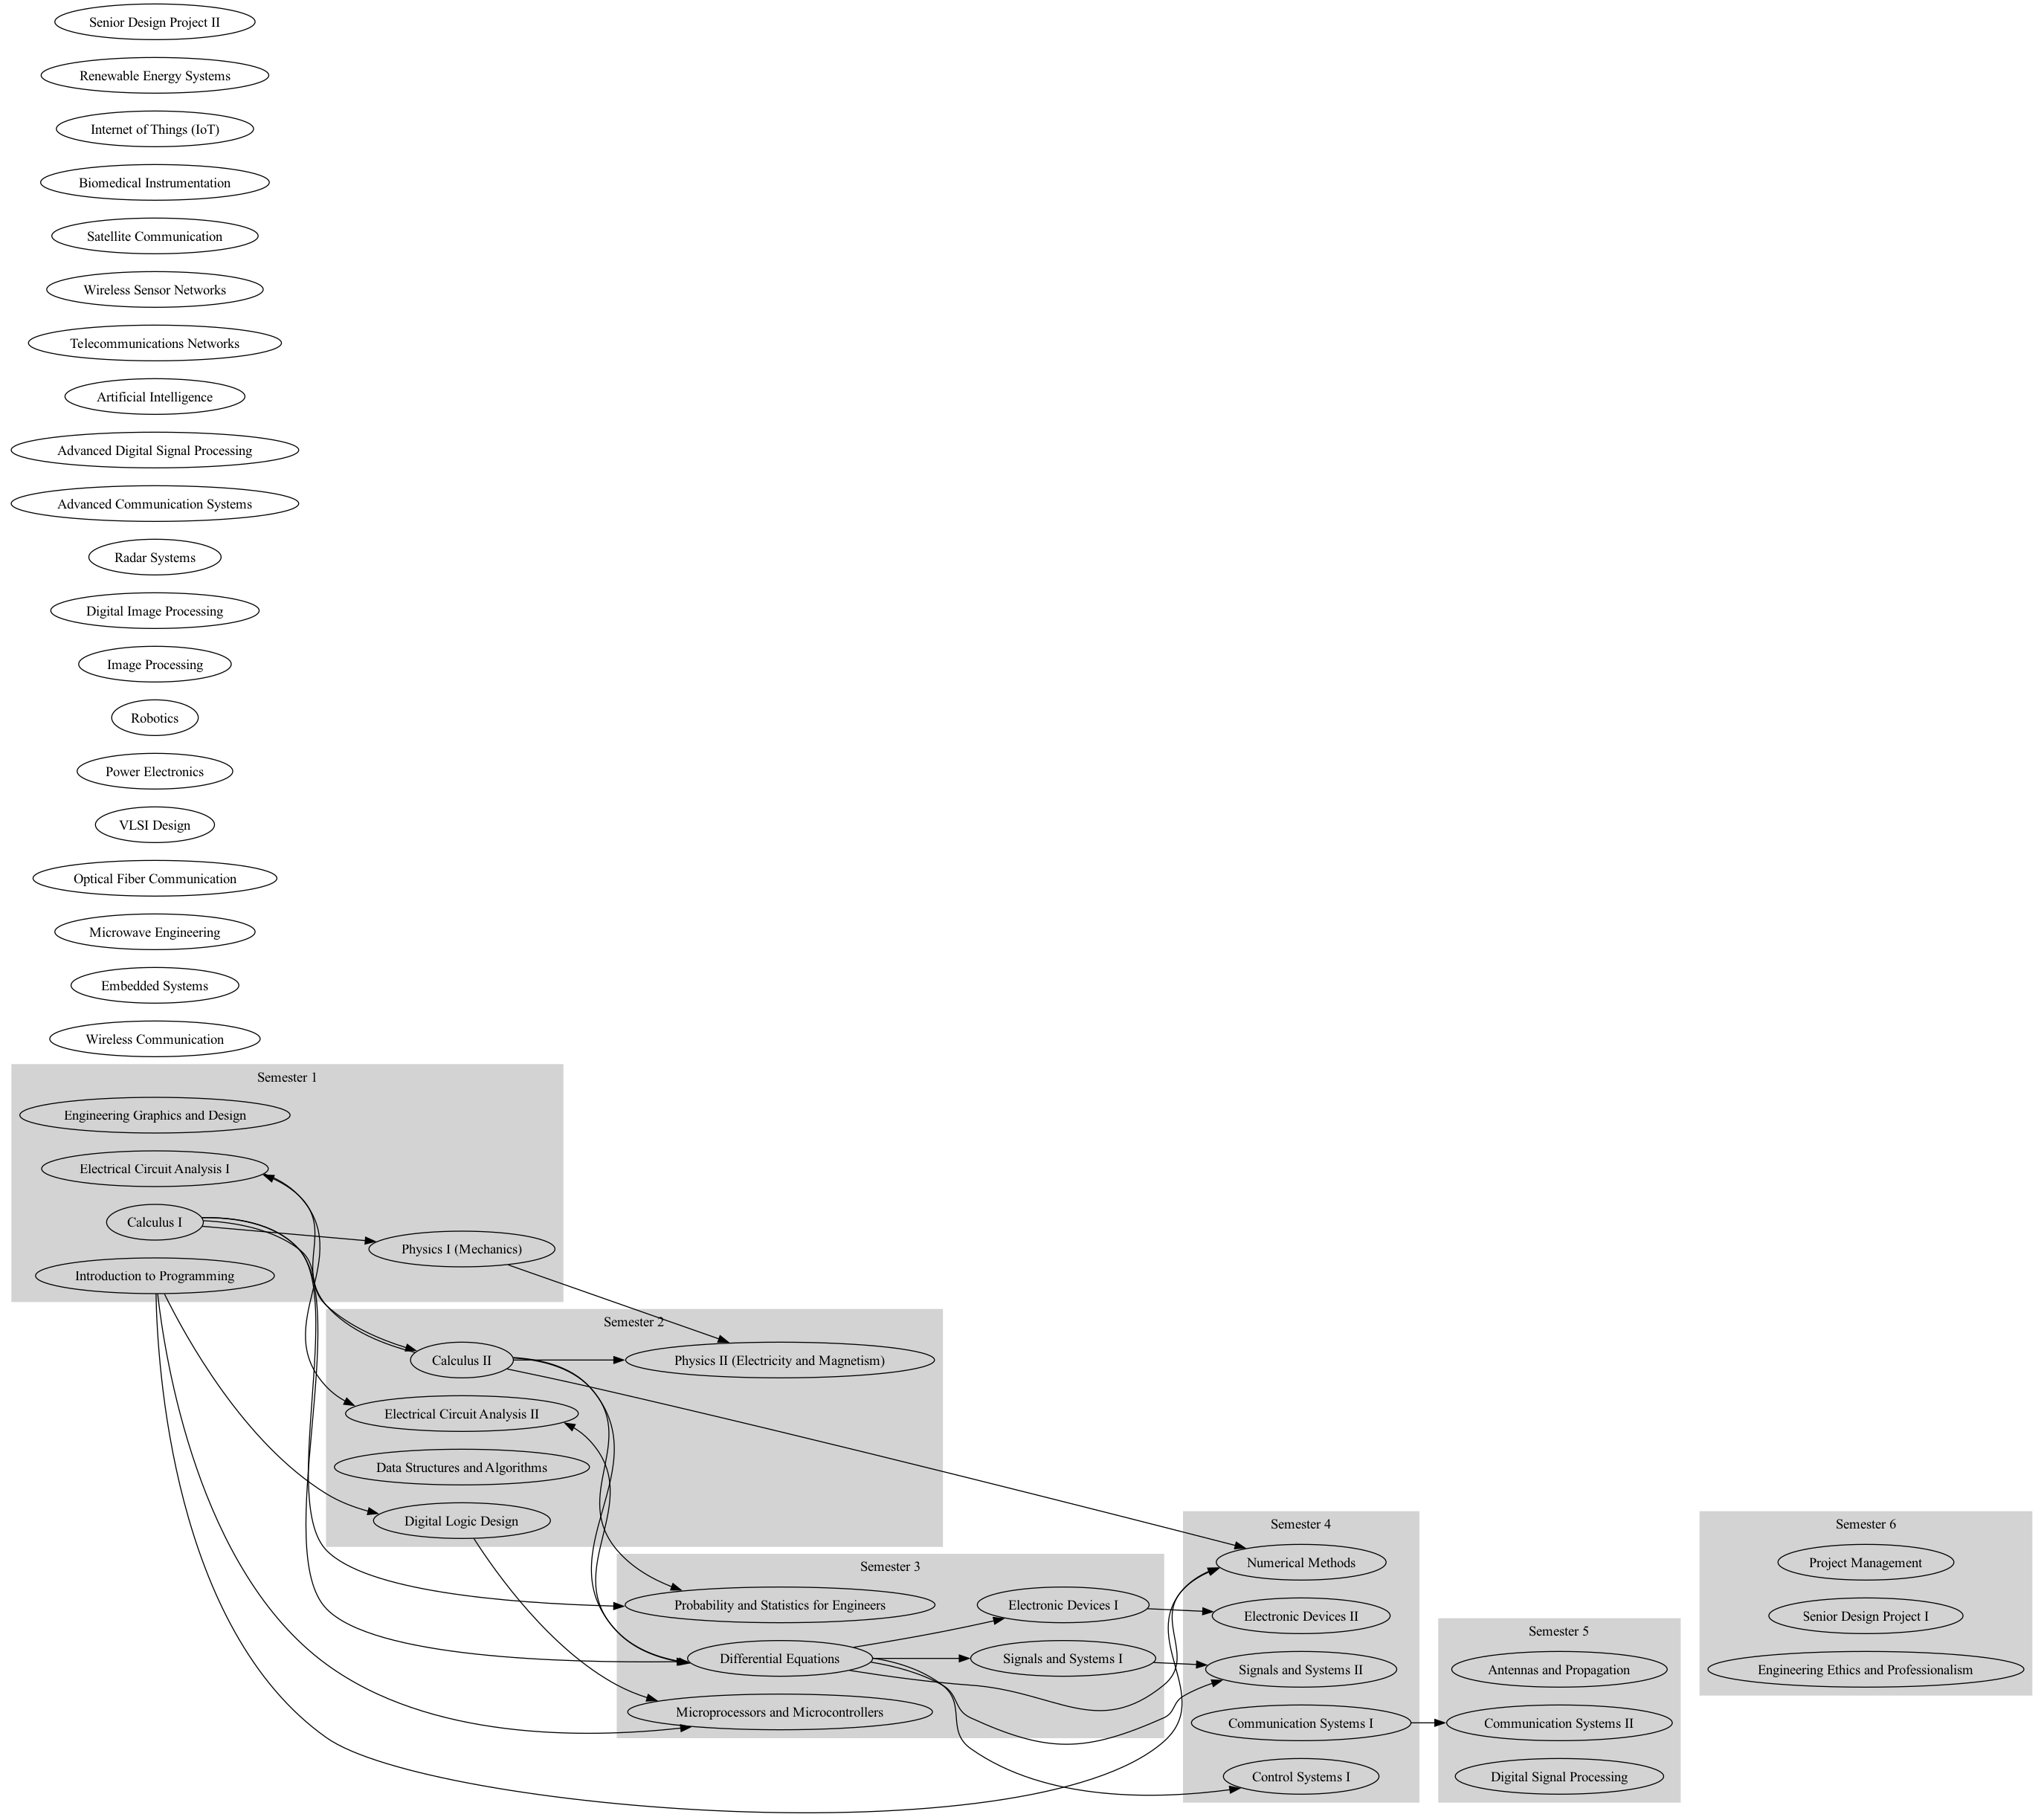 Senior Design Project II
Renewable Energy Systems
Internet of Things (IoT)
Biomedical Instrumentation
Satellite Communication
Wireless Sensor Networks
Telecommunications Networks
Artificial Intelligence
Advanced Digital Signal Processing
Advanced Communication Systems
Radar Systems
Digital Image Processing
Image Processing
Robotics
Power Electronics
VLSI Design
Optical Fiber Communication
Microwave Engineering
Embedded Systems
Wireless Communication
Semester 1
Engineering Graphics and Design
Electrical Circuit Analysis I
Calculus I
Introduction to Programming
Physics I (Mechanics)
Semester 2
Calculus II
Physics II (Electricity and Magnetism)
Electrical Circuit Analysis II
Data Structures and Algorithms
Digital Logic Design
Semester 3
Probability and Statistics for Engineers
Electronic Devices I
Differential Equations
Signals and Systems I
Microprocessors and Microcontrollers
Semester 4
Numerical Methods
Electronic Devices II
Signals and Systems II
Communication Systems I
Control Systems I
Semester 5
Antennas and Propagation
Communication Systems II
Digital Signal Processing
Semester 6
Project Management
Senior Design Project I
Engineering Ethics and Professionalism